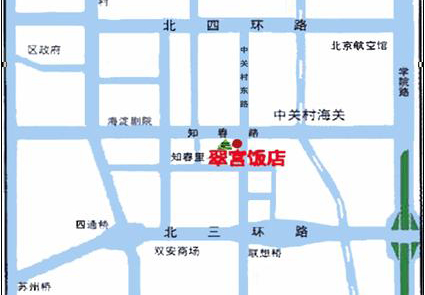 村
北四环路
区政府
中关村东路
北京航空馆
学院路
海淀剧院
中关村海关
知春路
知春里
翠宫饭店
四通桥
北三环路
双安商场
联想桥
苏州桥